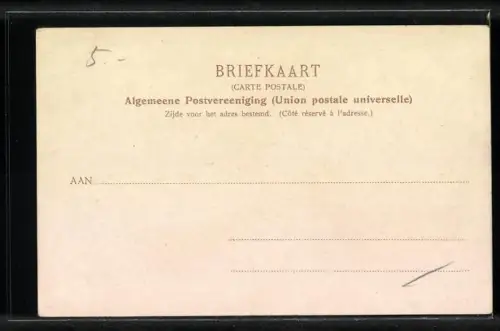 5.-
BRIEFKAART
(CARTE POSTALE)
Algemeene Postvereeniging (Union postale universelle)
Zijde voor het adres bestemd. (Côté réservé à l'adresse.)
AAN